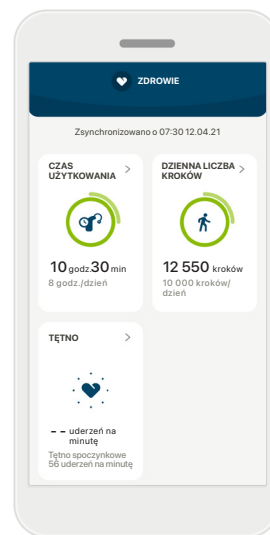 ZDROWIE
Zsynchronizowano o 07:30 12.04.21
CZAS
UŻYTKOWANIA
10 godz. 30 min
8 godz./dzień
DZIENNA LICZBA
KROKÓW
12 550 kroków
10 000 kroków/
dzień
TĘTNO
-- uderzeń na
minutę
Tętno spoczynkowe
56 uderzeń na minutę